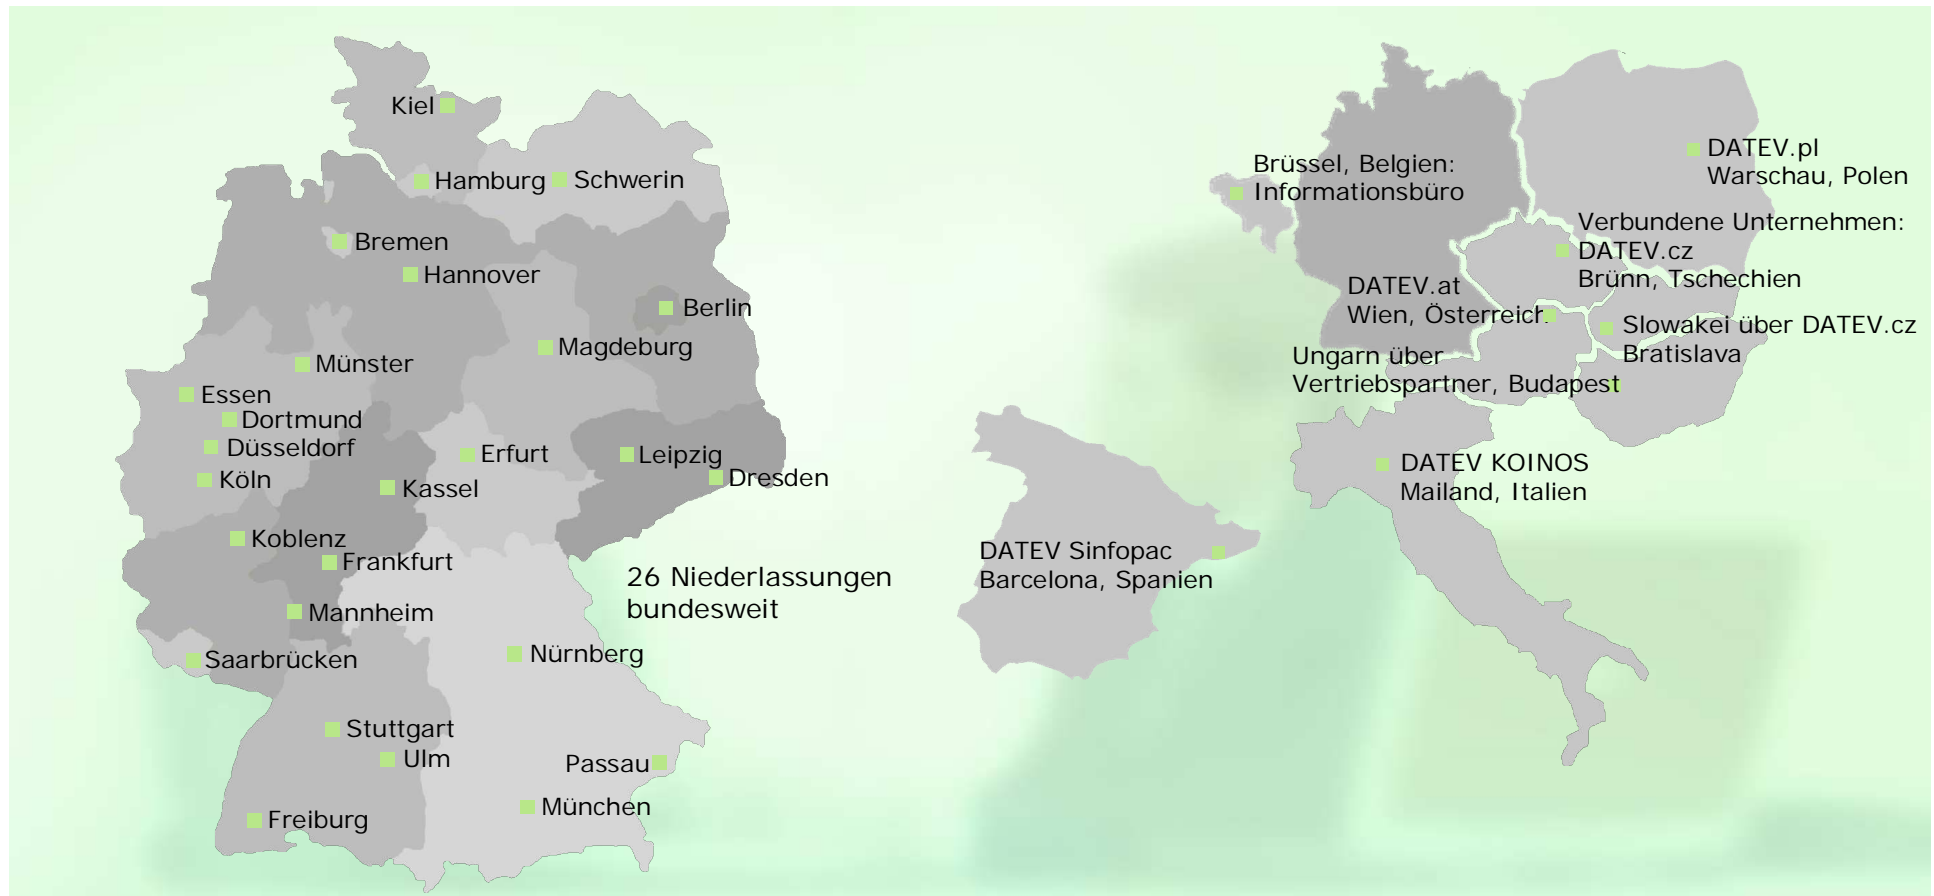 Kiel
Hamburg
Schwerin
Bremen
Hannover
Berlin
Magdeburg
Münster
Essen
Dortmund
Düsseldorf
Köln
Erfurt
Leipzig
Dresden
Kassel
Koblenz
Frankfurt
Mannheim
Saarbrücken
Nürnberg
Stuttgart
Ulm
Passau
München
Freiburg
26 Niederlassungen
bundesweit
Brüssel, Belgien:
Informationsbüro
DATEV.pl
Warschau, Polen
Verbundene Unternehmen:
DATEV.cz
Brünn, Tschechien
DATEV.at
Wien, Österreich
Slowakei über DATEV.cz
Bratislava
Ungarn über
Vertriebspartner, Budapest
DATEV KOINOS
Mailand, Italien
DATEV Sinfopac
Barcelona, Spanien